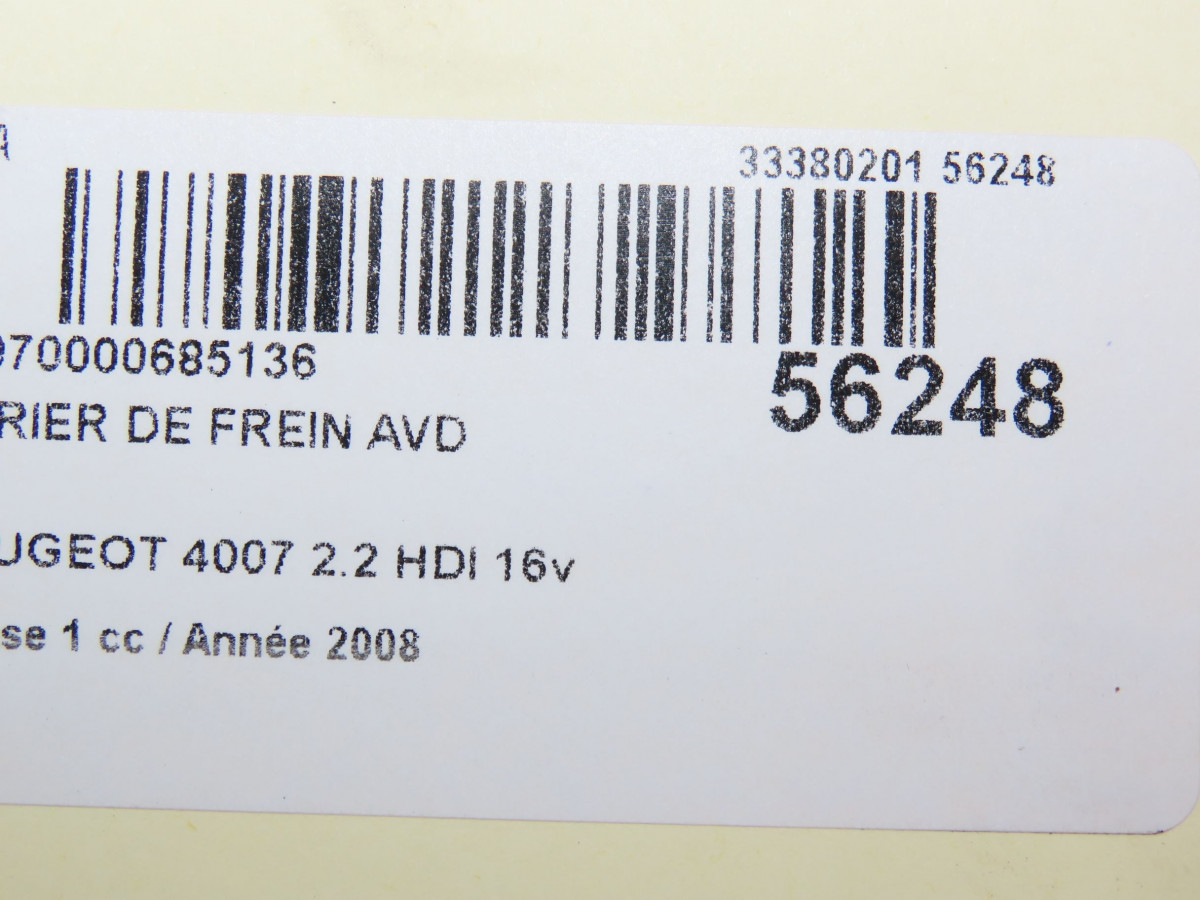 A
33380201 56248
970000685136
56248
RIER DE FREIN AVD
UGEOT 4007 2.2 HDI 16v
se 1 cc / Année 2008